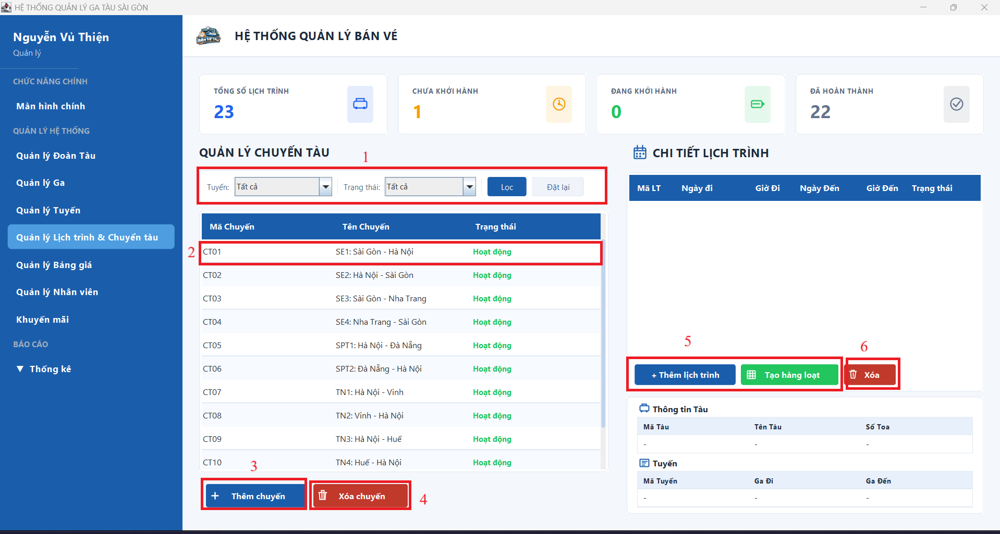 HỆ THỐNG QUẢN LÝ GA TÀU SÀI GÒN
Nguyễn Vủ Thiện
Quản lý
CHỨC NĂNG CHÍNH
Màn hình chính
QUẢN LÝ HỆ THỐNG
Quản lý Đoàn Tàu
Quản lý Ga
Quản lý Tuyến
Quản lý Lịch trình & Chuyến tàu
Quản lý Bảng giá
Quản lý Nhân viên
Khuyến mãi
BÁO CÁO
▼ Thống kê
BÁN VÉ TÀU
HỆ THỐNG QUẢN LÝ BÁN VÉ
TỔNG SỐ LỊCH TRÌNH
23
CHƯA KHỞI HÀNH
1
ĐANG KHỞI HÀNH
0
ĐÃ HOÀN THÀNH
22
QUẢN LÝ CHUYẾN TÀU
1
Tuyến: Tất cả Trạng thái: Tất cả Lọc Đặt lại
Mã Chuyến Tên Chuyến Trạng thái
2
CT01 SE1: Sài Gòn - Hà Nội Hoạt động
CT02 SE2: Hà Nội - Sài Gòn Hoạt động
CT03 SE3: Sài Gòn - Nha Trang Hoạt động
CT04 SE4: Nha Trang - Sài Gòn Hoạt động
CT05 SPT1: Hà Nội - Đà Nẵng Hoạt động
CT06 SPT2: Đà Nẵng - Hà Nội Hoạt động
CT07 TN1: Hà Nội - Vinh Hoạt động
CT08 TN2: Vinh - Hà Nội Hoạt động
CT09 TN3: Hà Nội - Huế Hoạt động
CT10 TN4: Huế - Hà Nội Hoạt động
3
+ Thêm chuyến
Xóa chuyến
4
CHI TIẾT LỊCH TRÌNH
Mã LT Ngày đi Giờ Đi Ngày Đến Giờ Đến Trạng thái
5
6
+ Thêm lịch trình
Tạo hàng loạt
Xóa
Thông tin Tàu
Mã Tàu Tên Tàu Số Toa
- - -
Tuyến
Mã Tuyến Ga Đi Ga Đến
- - -